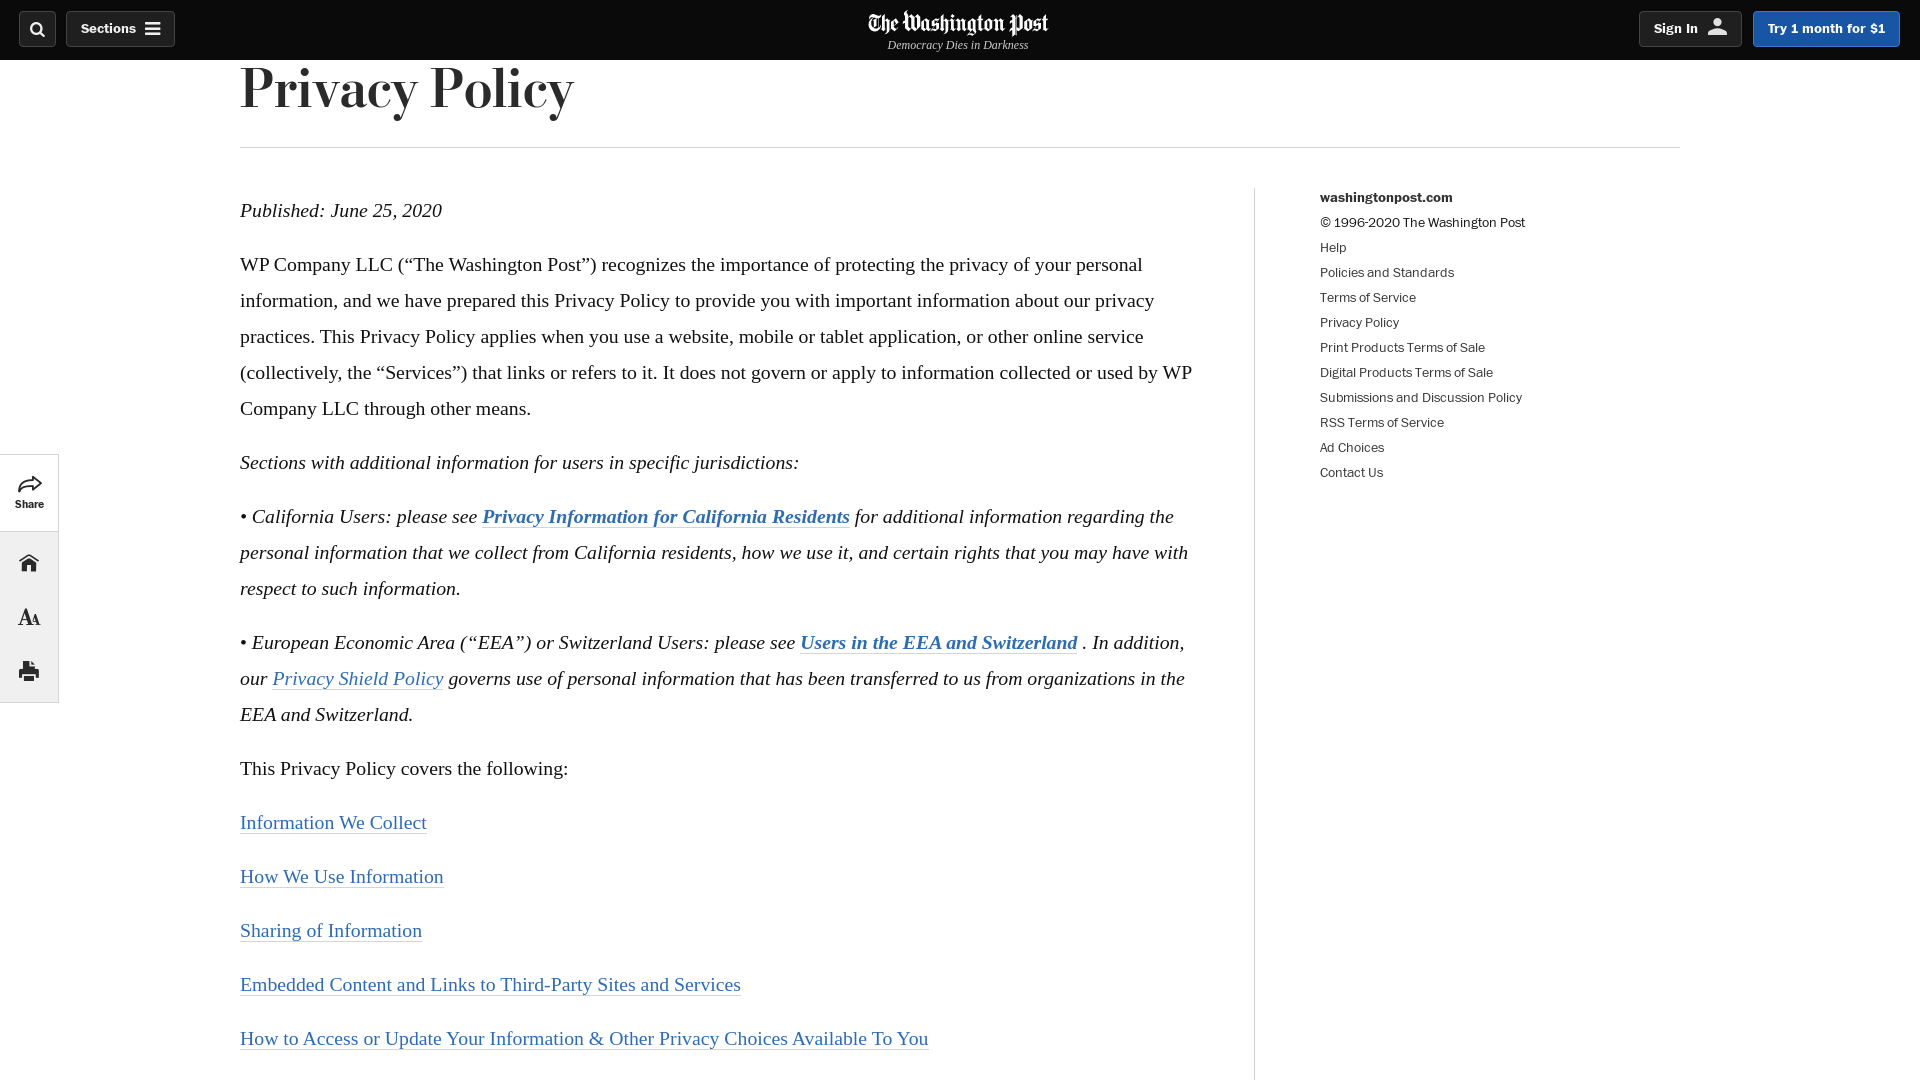 Sections
The Washington Post
Democracy Dies in Darkness
Sign In
Try 1 month for $1
Privacy Policy
Published: June 25, 2020
WP Company LLC (“The Washington Post”) recognizes the importance of protecting the privacy of your personal
information, and we have prepared this Privacy Policy to provide you with important information about our privacy
practices. This Privacy Policy applies when you use a website, mobile or tablet application, or other online service
(collectively, the “Services”) that links or refers to it. It does not govern or apply to information collected or used by WP
Company LLC through other means.
Sections with additional information for users in specific jurisdictions:
• California Users: please see Privacy Information for California Residents for additional information regarding the
personal information that we collect from California residents, how we use it, and certain rights that you may have with
respect to such information.
• European Economic Area (“EEA”) or Switzerland Users: please see Users in the EEA and Switzerland . In addition,
our Privacy Shield Policy governs use of personal information that has been transferred to us from organizations in the
EEA and Switzerland.
This Privacy Policy covers the following:
Information We Collect
How We Use Information
Sharing of Information
Embedded Content and Links to Third-Party Sites and Services
How to Access or Update Your Information & Other Privacy Choices Available To You
washingtonpost.com
© 1996-2020 The Washington Post
Help
Policies and Standards
Terms of Service
Privacy Policy
Print Products Terms of Sale
Digital Products Terms of Sale
Submissions and Discussion Policy
RSS Terms of Service
Ad Choices
Contact Us
Share
AA